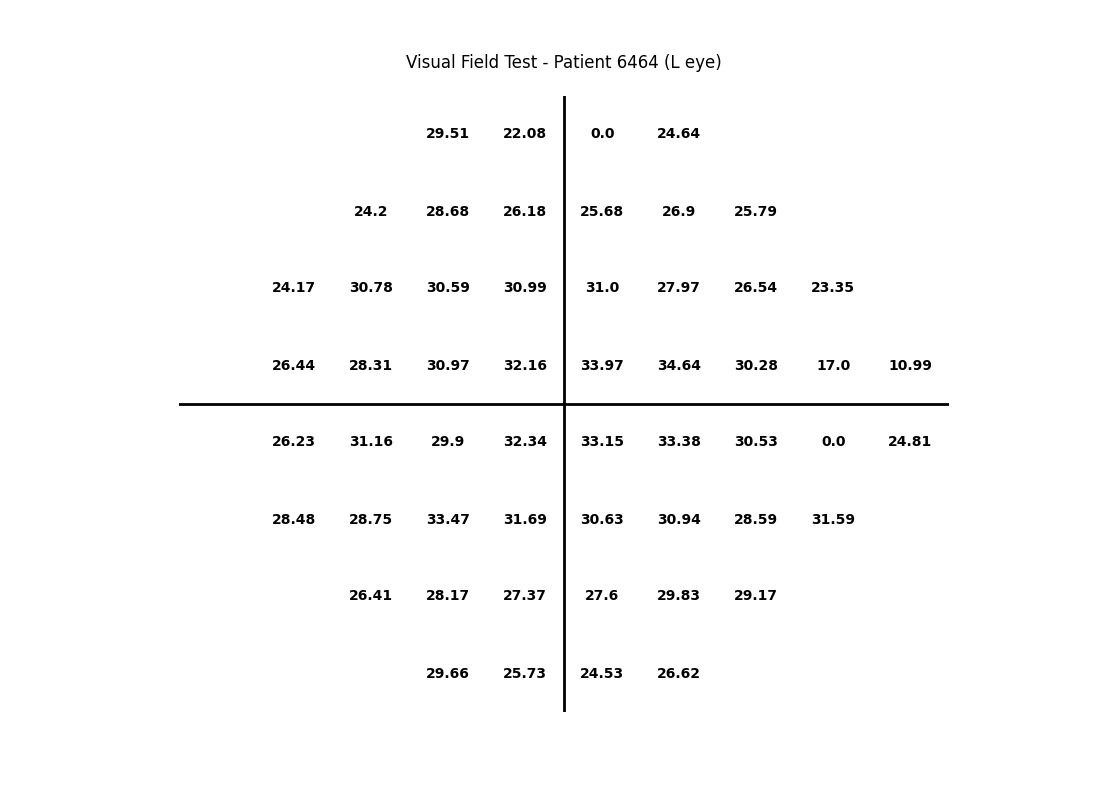 Visual Field Test - Patient 6464 (L eye)
29.51 22.08 0.0 24.64
24.2 28.68 26.18 25.68 26.9 25.79
24.17 30.78 30.59 30.99 31.0 27.97 26.54 23.35
26.44 28.31 30.97 32.16 33.97 34.64 30.28 17.0 10.99
26.23 31.16 29.9 32.34 33.15 33.38 30.53 0.0 24.81
28.48 28.75 33.47 31.69 30.63 30.94 28.59 31.59
26.41 28.17 27.37 27.6 29.83 29.17
29.66 25.73 24.53 26.62